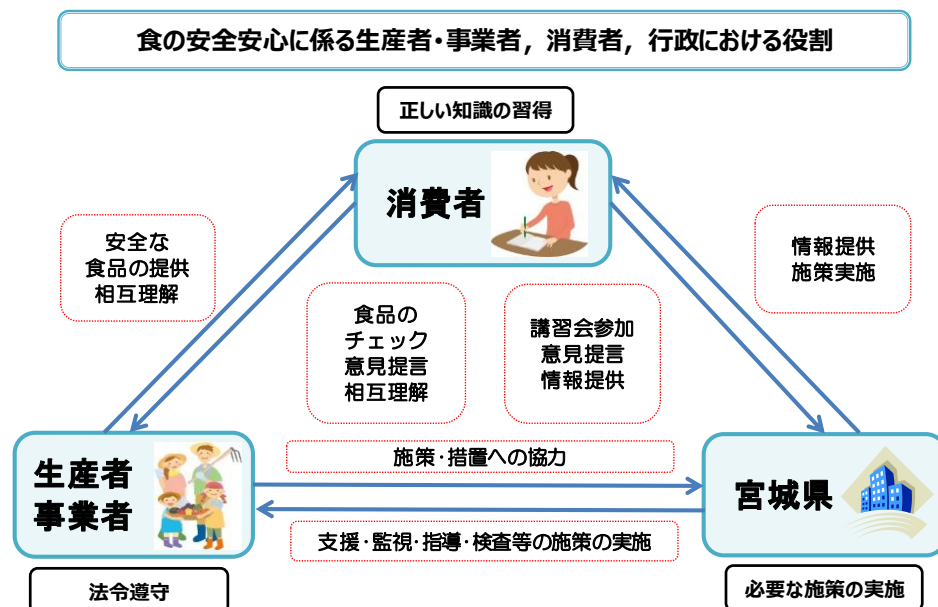 食の安全安心に係る生産者・事業者，消費者，行政における役割
正しい知識の習得
消費者
安全な
食品の提供
相互理解
情報提供
施策実施
食品の
チェック
意見提言
相互理解
講習会参加
意見提言
情報提供
生産者
事業者
施策・措置への協力
宮城県
支援・監視・指導・検査等の施策の実施
法令遵守
必要な施策の実施